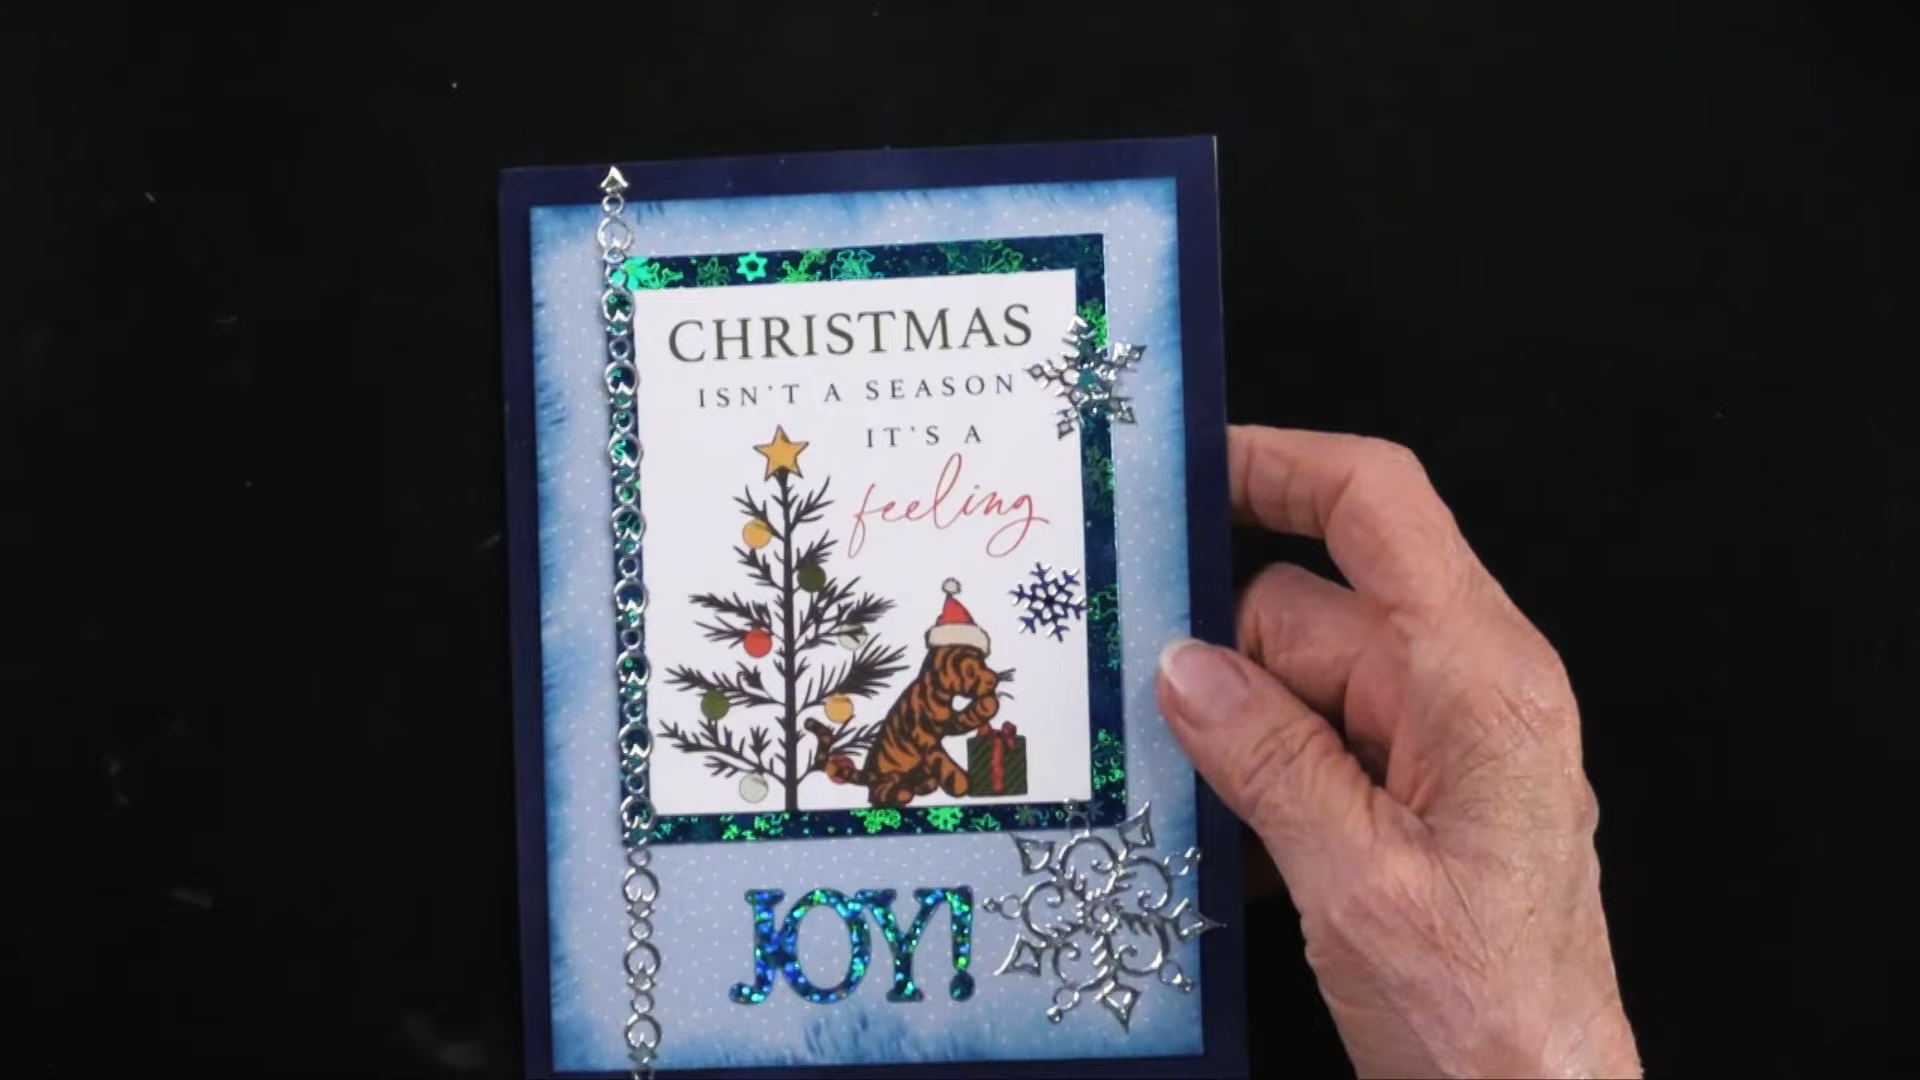 CHRISTMAS
ISN'T A SEASON
IT'S A
feeling
JOY!